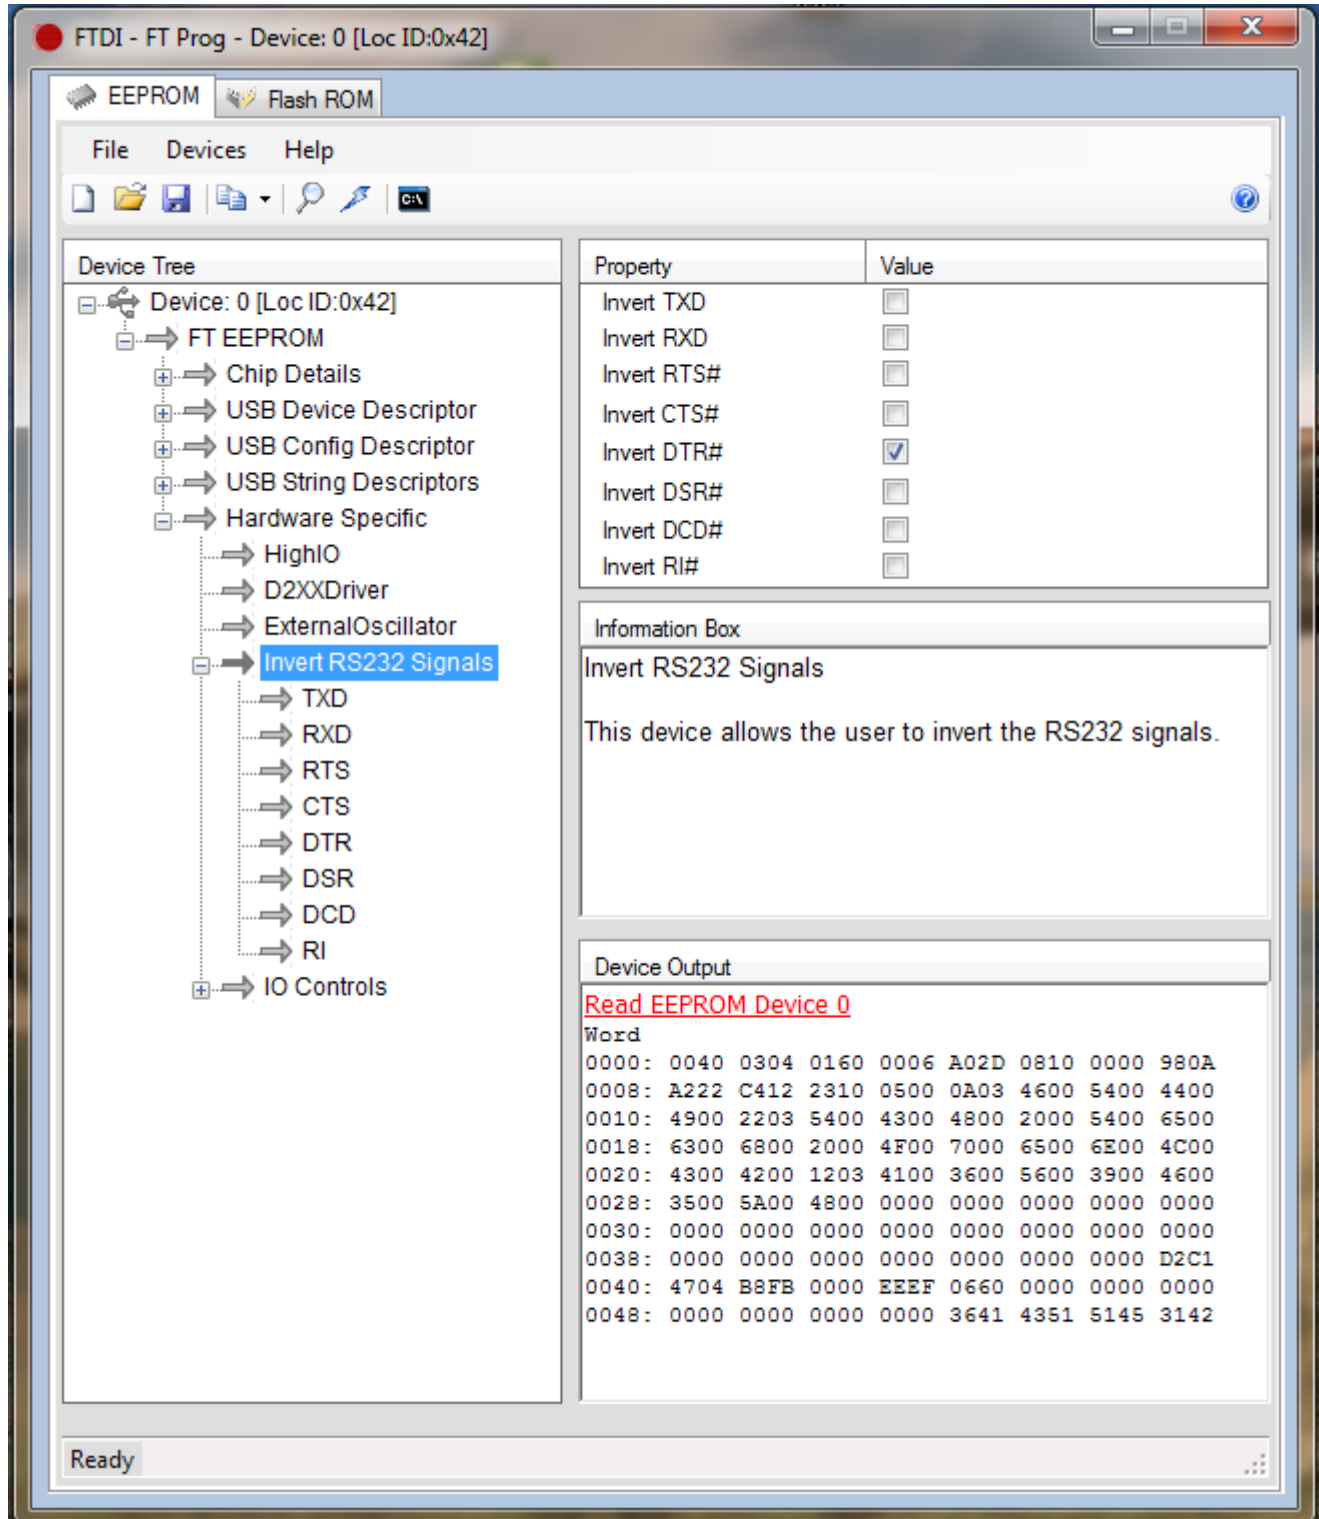 FTDI - FT Prog - Device: 0 [Loc ID:0x42]
EEPROM Flash ROM
File Devices Help
C:\
Device Tree
Device: 0 [Loc ID:0x42]
FT EEPROM
Chip Details
USB Device Descriptor
USB Config Descriptor
USB String Descriptors
Hardware Specific
HighIO
D2XXDriver
ExternalOscillator
Invert RS232 Signals
TXD
RXD
RTS
CTS
DTR
DSR
DCD
RI
IO Controls
Property Value
Invert TXD
Invert RXD
Invert RTS#
Invert CTS#
Invert DTR#
Invert DSR#
Invert DCD#
Invert RI#
Information Box
Invert RS232 Signals
This device allows the user to invert the RS232 signals.
Device Output
Read EEPROM Device 0
Word
0000: 0040 0304 0160 0006 A02D 0810 0000 980A
0008: A222 C412 2310 0500 0A03 4600 5400 4400
0010: 4900 2203 5400 4300 4800 2000 5400 6500
0018: 6300 6800 2000 4F00 7000 6500 6E00 4C00
0020: 4300 4200 1203 4100 3600 5600 3900 4600
0028: 3500 5A00 4800 0000 0000 0000 0000 0000
0030: 0000 0000 0000 0000 0000 0000 0000 0000
0038: 0000 0000 0000 0000 0000 0000 0000 D2C1
0040: 4704 B8FB 0000 EEEF 0660 0000 0000 0000
0048: 0000 0000 0000 0000 3641 4351 5145 3142
Ready